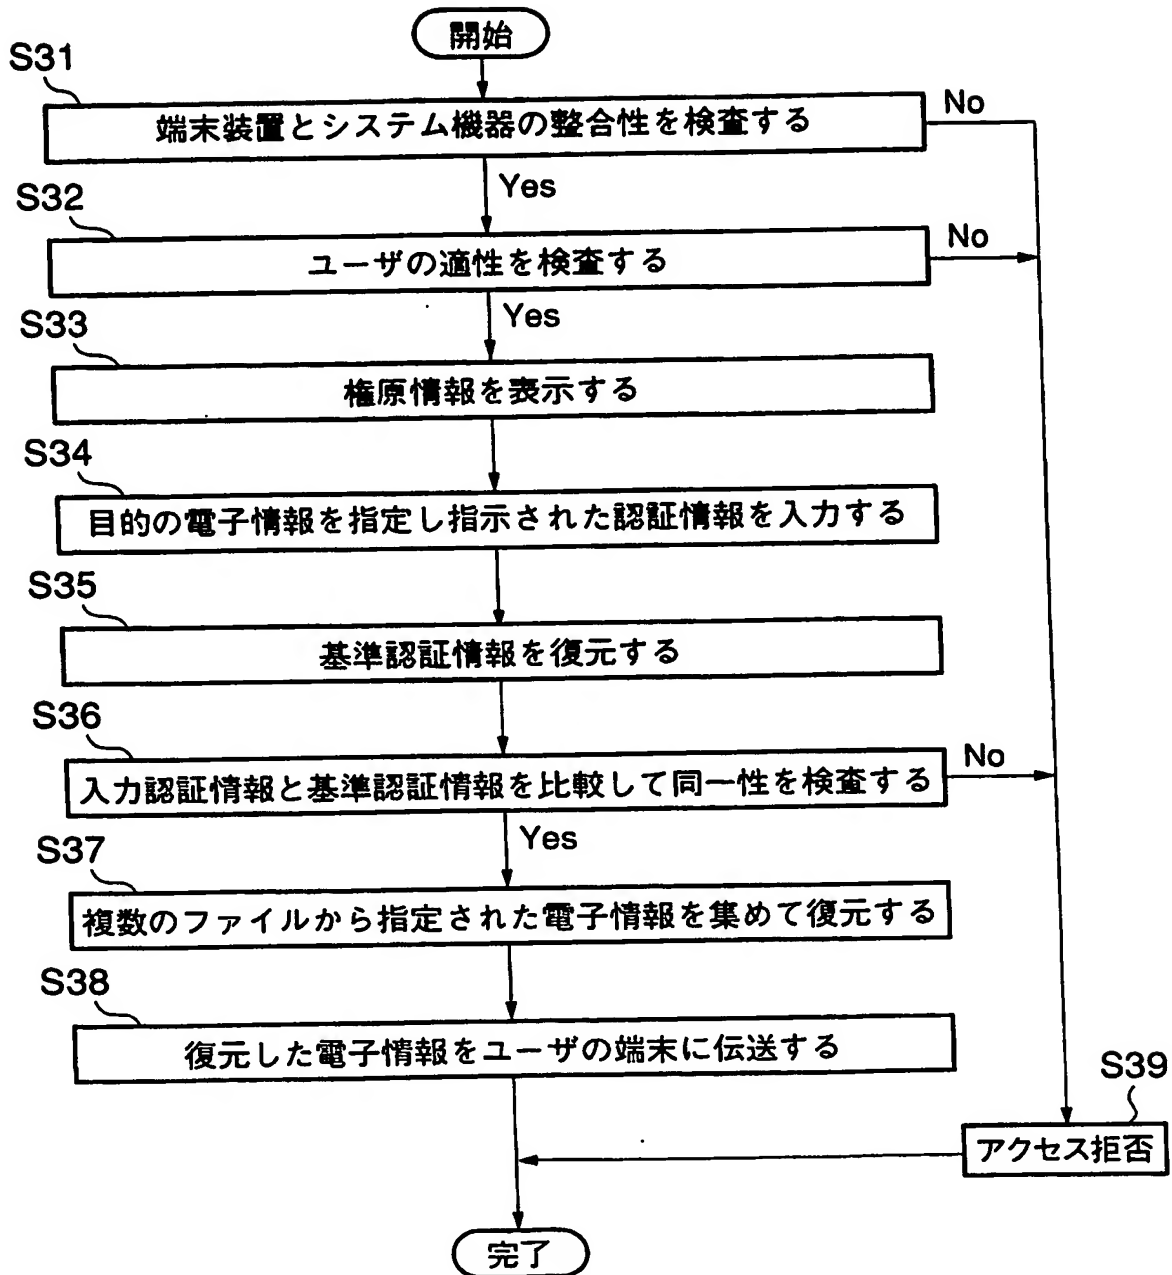 開始
S31
端末装置とシステム機器の整合性を検査する
No
Yes
S32
ユーザの適性を検査する
No
Yes
S33
権原情報を表示する
S34
目的の電子情報を指定し指示された認証情報を入力する
S35
基準認証情報を復元する
S36
入力認証情報と基準認証情報を比較して同一性を検査する
No
Yes
S37
複数のファイルから指定された電子情報を集めて復元する
S38
復元した電子情報をユーザの端末に伝送する
S39
アクセス拒否
完了